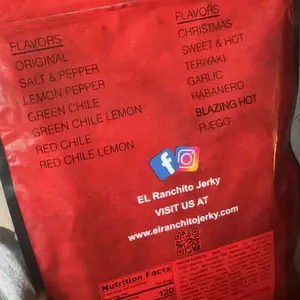 FLAVORS
ORIGINAL
SALT & PEPPER
LEMON PEPPER
GREEN CHILE
GREEN CHILE LEMON
RED CHILE
RED CHILE LEMON
FLAVORS
CHRISTMAS
SWEET & HOT
TERIYAKI
GARLIC
HABANERO
BLAZING HOT
FUEGO
EL Ranchito Jerky
VISIT US AT
www.elranchitojerky.com
Nutrition Facts
120